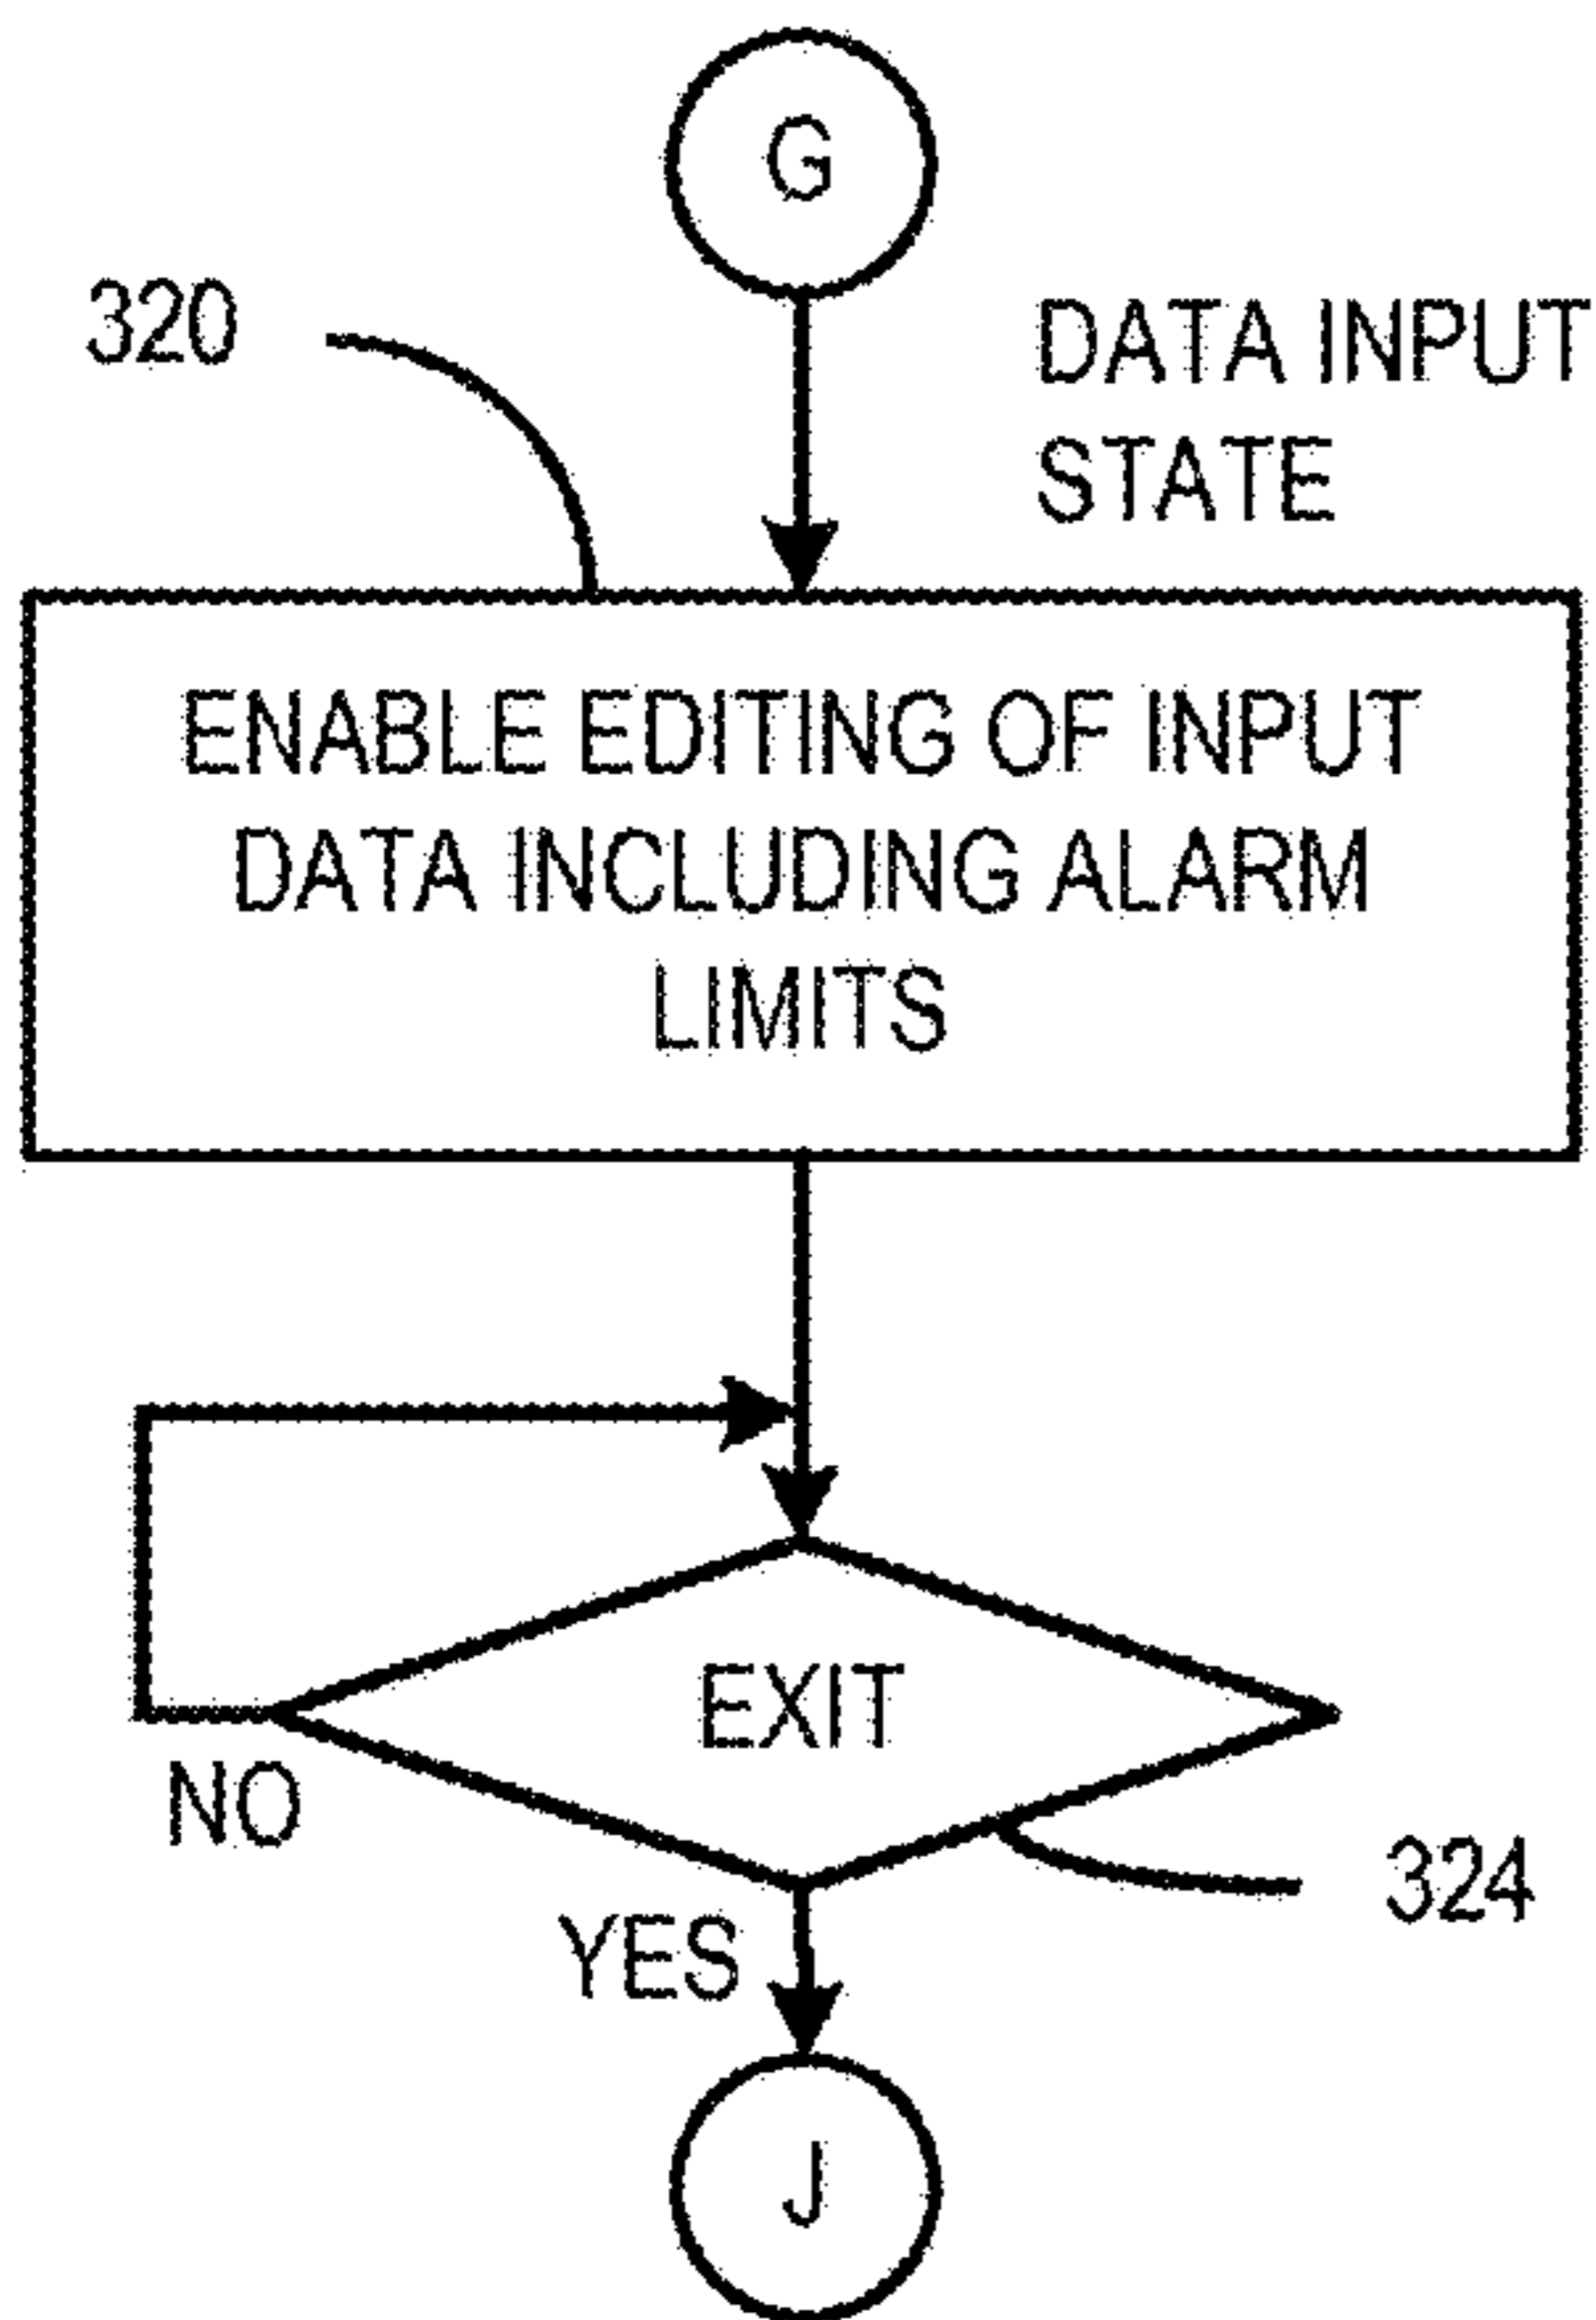 G
320
DATA INPUT
STATE
ENABLE EDITING OF INPUT
DATA INCLUDING ALARM
LIMITS
EXIT
NO
324
YES
J